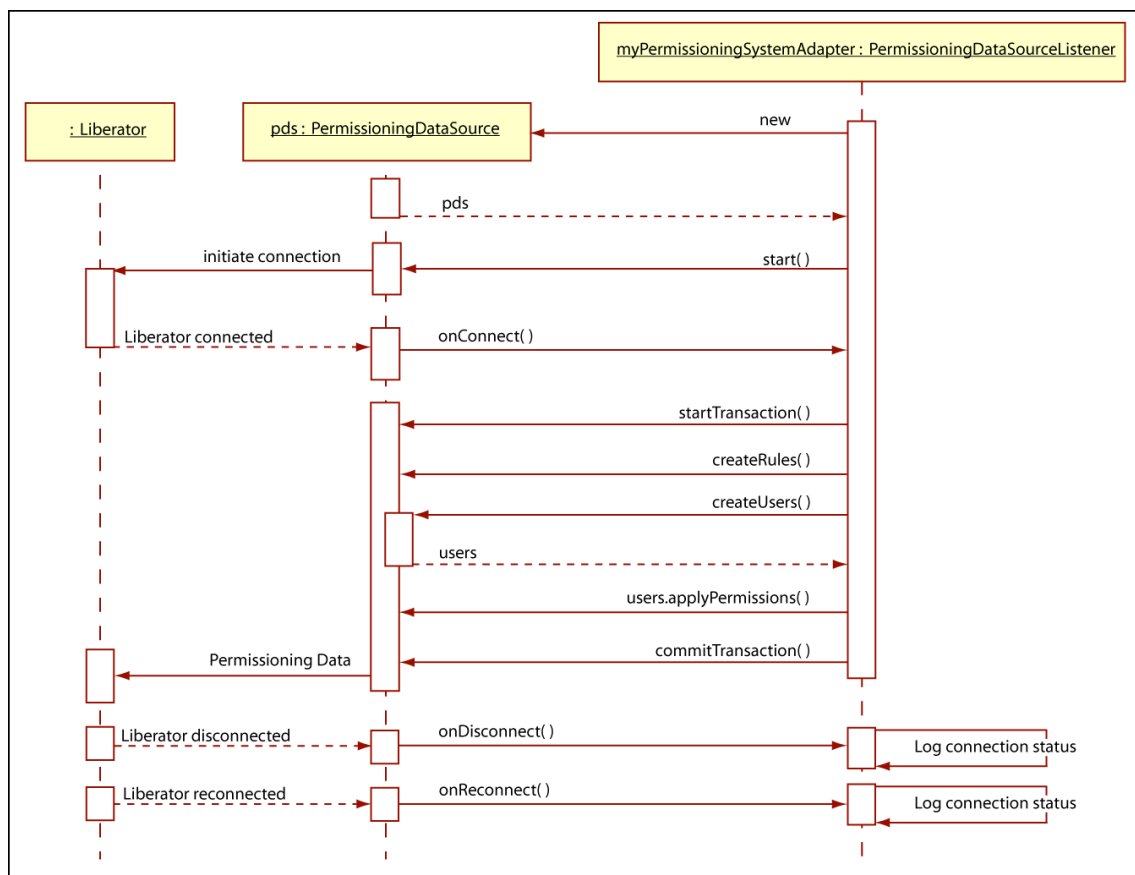 myPermissioningSystemAdapter : PermissioningDataSourceListener
: Liberator
pds : PermissioningDataSource
new
pds
initiate connection
start( )
Liberator connected
onConnect( )
startTransaction( )
createRules( )
createUsers( )
users
users.applyPermissions( )
Permissioning Data
commitTransaction( )
Liberator disconnected
onDisconnect( )
Log connection status
Liberator reconnected
onReconnect( )
Log connection status